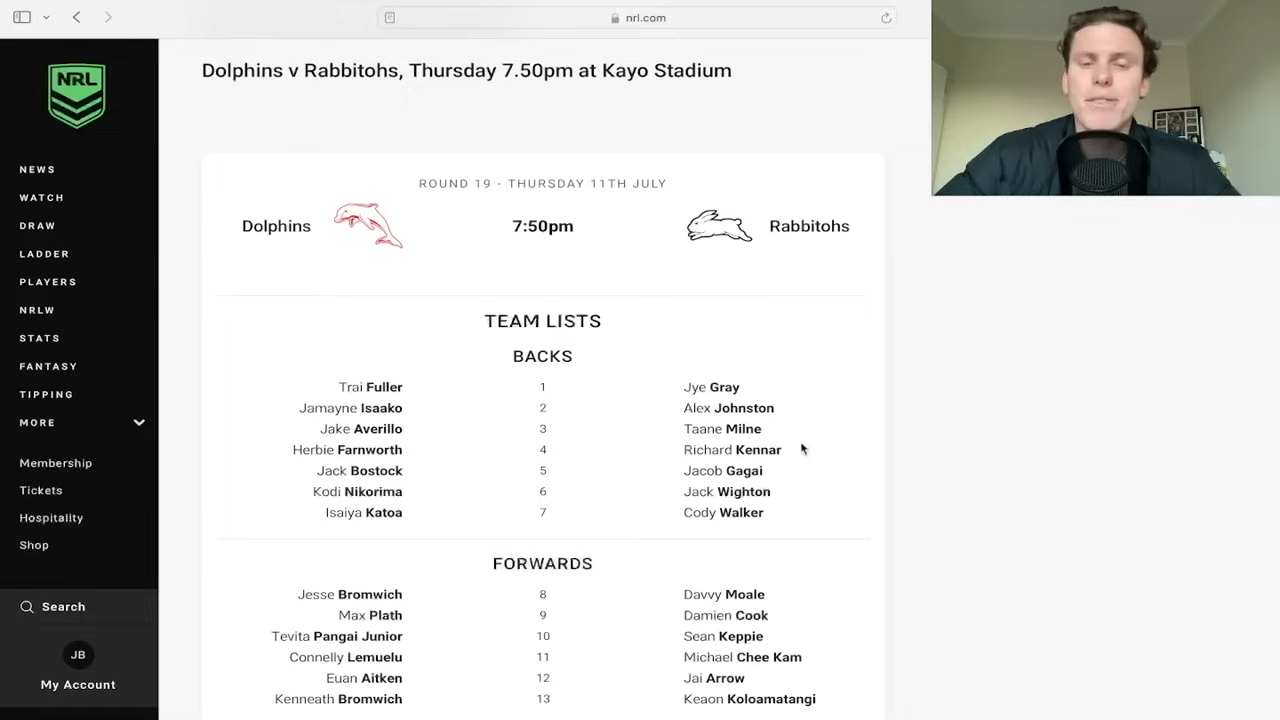 nrl.com
Dolphins v Rabbitohs, Thursday 7.50pm at Kayo Stadium
NRL
NEWS
WATCH
DRAW
LADDER
PLAYERS
NRLW
STATS
FANTASY
TIPPING
MORE
Membership
Tickets
Hospitality
Shop
Search
JB
My Account
ROUND 19 - THURSDAY 11TH JULY
Dolphins 7:50pm Rabbitohs
TEAM LISTS
BACKS
Trai Fuller 1 Jye Gray
Jamayne Isaako 2 Alex Johnston
Jake Averillo 3 Taane Milne
Herbie Farnworth 4 Richard Kennar
Jack Bostock 5 Jacob Gagai
Kodi Nikorima 6 Jack Wighton
Isaiya Katoa 7 Cody Walker
FORWARDS
Jesse Bromwich 8 Davvy Moale
Max Plath 9 Damien Cook
Tevita Pangai Junior 10 Sean Keppie
Connelly Lemuelu 11 Michael Chee Kam
Euan Aitken 12 Jai Arrow
Kenneath Bromwich 13 Keaon Koloamatangi